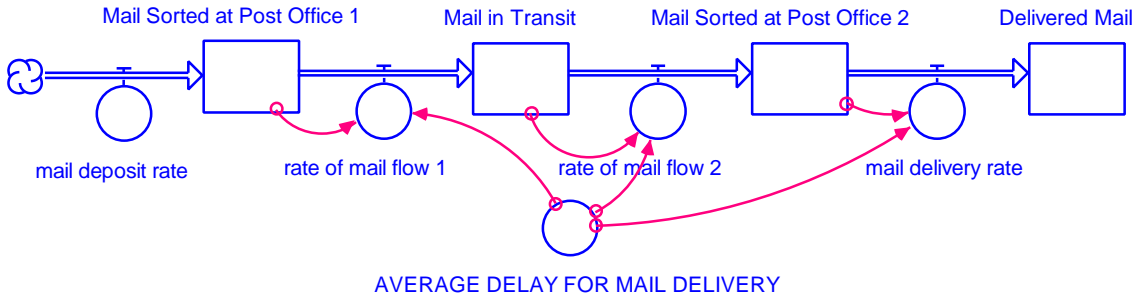 Mail Sorted at Post Office 1
Mail in Transit
Mail Sorted at Post Office 2
Delivered Mail
mail deposit rate
rate of mail flow 1
rate of mail flow 2
mail delivery rate
AVERAGE DELAY FOR MAIL DELIVERY